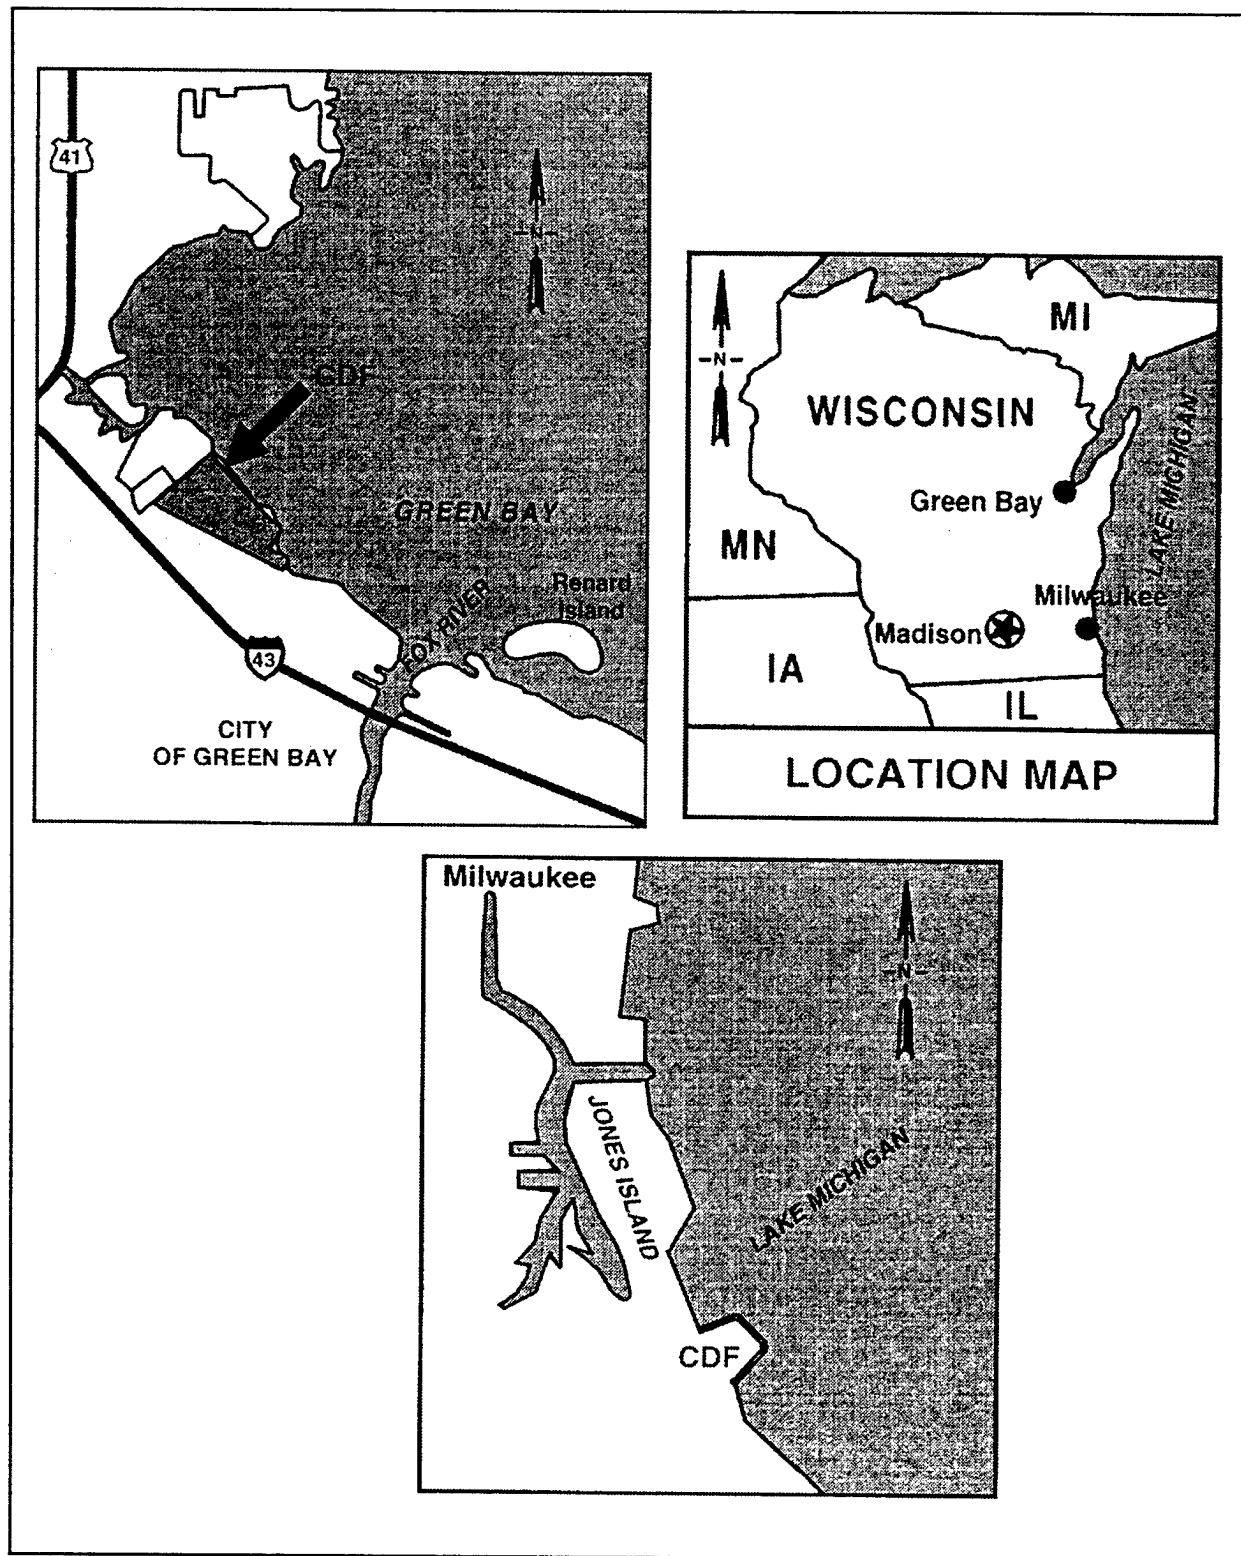 41
N
CDF
GREEN BAY
Renard
Island
FOX RIVER
43
CITY
OF GREEN BAY
N
MI
WISCONSIN
LAKE MICHIGAN
Green Bay
MN
Milwaukee
Madison
IA
IL
LOCATION MAP
Milwaukee
N
JONES ISLAND
LAKE MICHIGAN
CDF